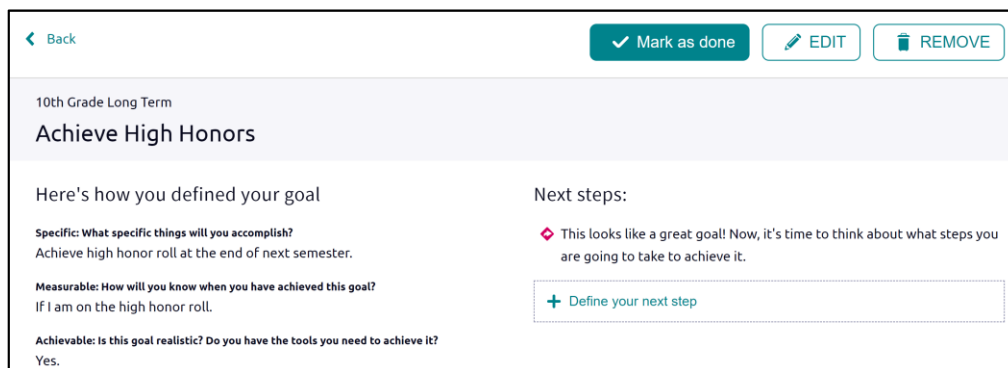 Back
Mark as done
EDIT
REMOVE
10th Grade Long Term
Achieve High Honors
Here's how you defined your goal
Specific: What specific things will you accomplish?
Achieve high honor roll at the end of next semester.
Measurable: How will you know when you have achieved this goal?
If I am on the high honor roll.
Achievable: Is this goal realistic? Do you have the tools you need to achieve it?
Yes.
Next steps:
This looks like a great goal! Now, it's time to think about what steps you
are going to take to achieve it.
Define your next step